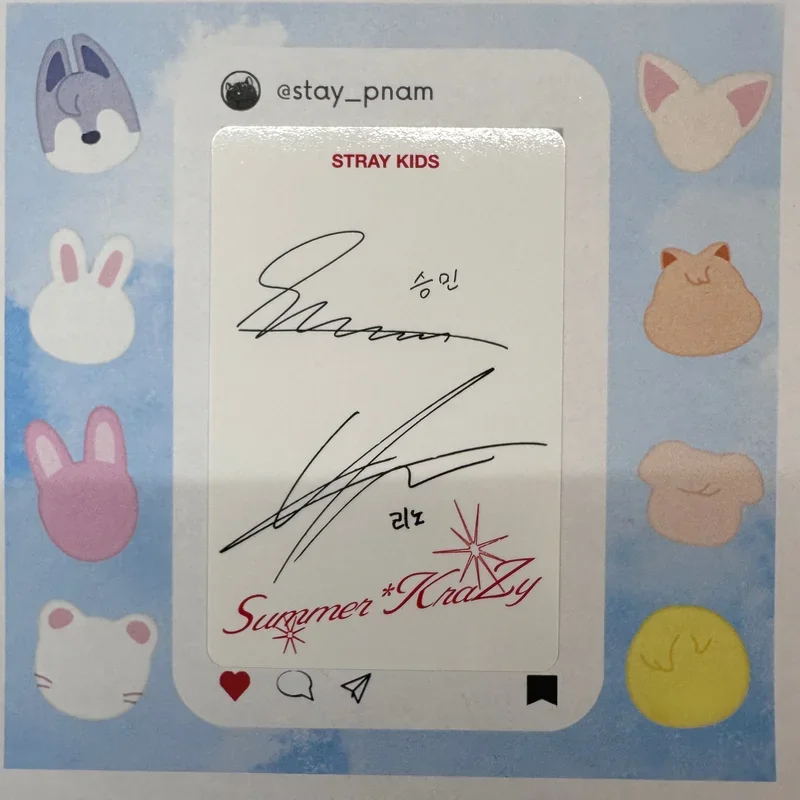 @stay_pnam
STRAY KIDS
승민
리노
Summer*KraZy